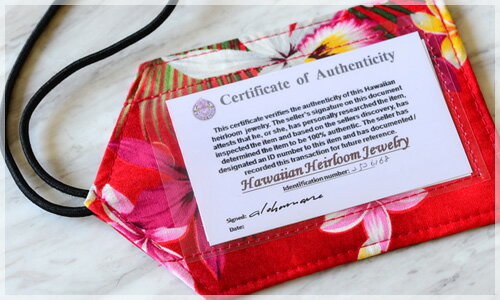 Certificate of Authenticity
This certificate verifies the authenticity of this Hawaiian
heirloom jewelry. The seller's signature on this document
attests that he, or she, has personally researched the item,
inspected the item and based on the sellers discovery, has
determined the item to be 100% authentic. The seller has
designated an ID number to this item and has documented /
recorded this transaction for future reference.
Hawaiian Heirloom Jewelry
Identification number:
Signed:
Date: